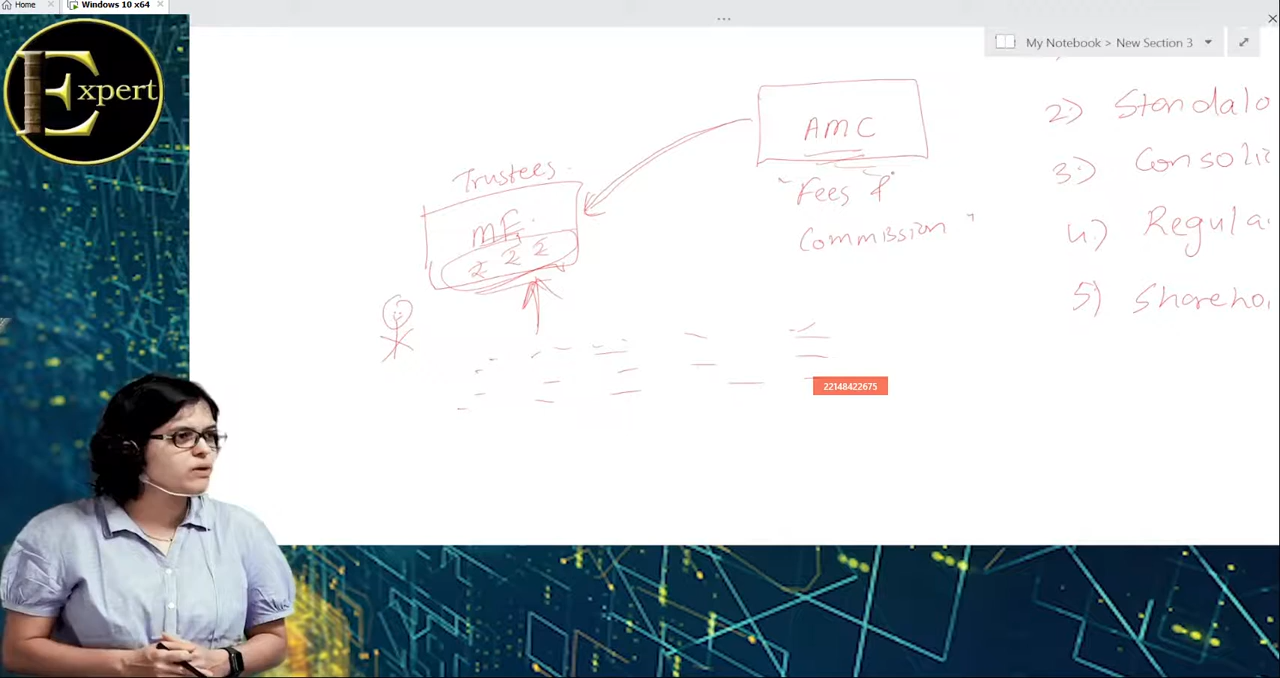 Home
Windows 10 x64
Expert
My Notebook > New Section 3
Trustees
MF
AMC
Fees &
Commission
2) Standalo
3) Consoli
4) Regula
5) Shareho
22148422675